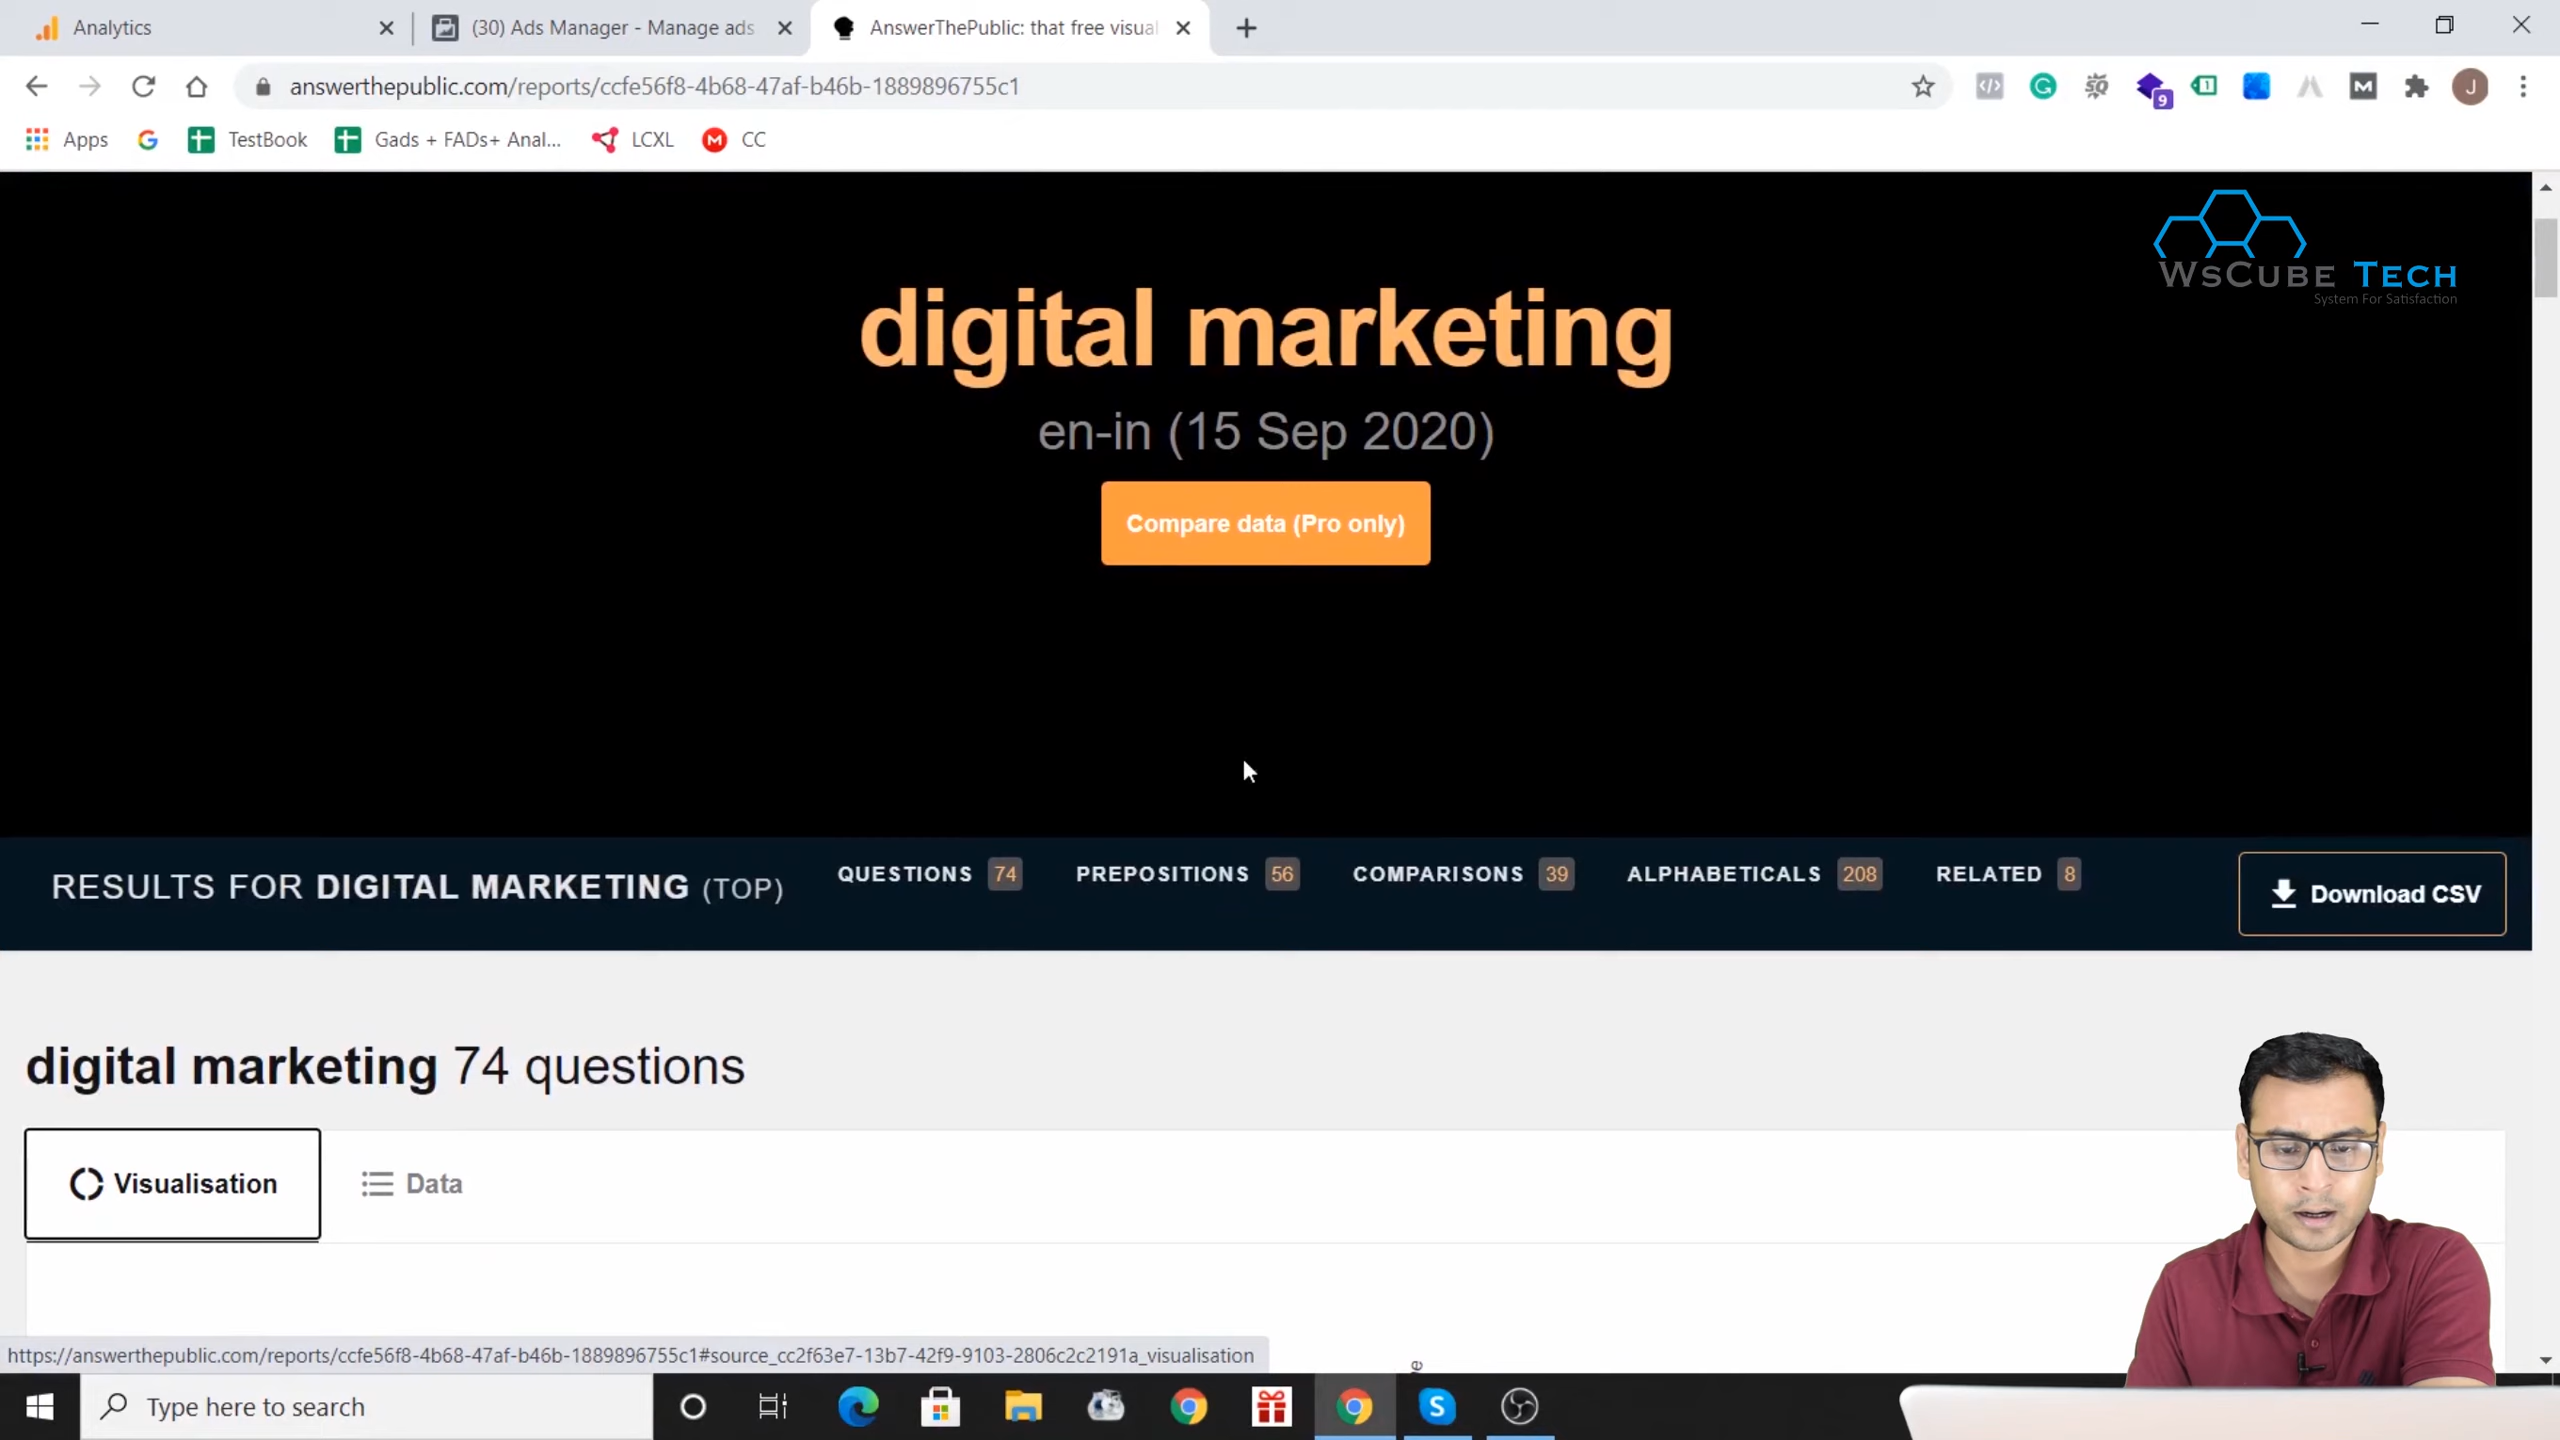 Analytics
(30) Ads Manager - Manage ads
AnswerThePublic: that free visual
answerthepublic.com/reports/ccfe56f8-4b68-47af-b46b-1889896755c1
9
1
J
Apps
TestBook
Gads + FADs+ Anal...
LCXL
CC
WsCube Tech
System For Satisfaction
digital marketing
en-in (15 Sep 2020)
Compare data (Pro only)
RESULTS FOR DIGITAL MARKETING (TOP)
QUESTIONS 74
PREPOSITIONS 56
COMPARISONS 39
ALPHABETICALS 208
RELATED 8
Download CSV
digital marketing 74 questions
Visualisation
Data
https://answerthepublic.com/reports/ccfe56f8-4b68-47af-b46b-1889896755c1#source_cc2f63e7-13b7-42f9-9103-2806c2c2191a_visualisation
Type here to search